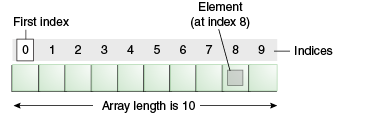 Element
First index
(at index 8)
0 1 2 3 4 5 6 7 8 9 Indices
Array length is 10